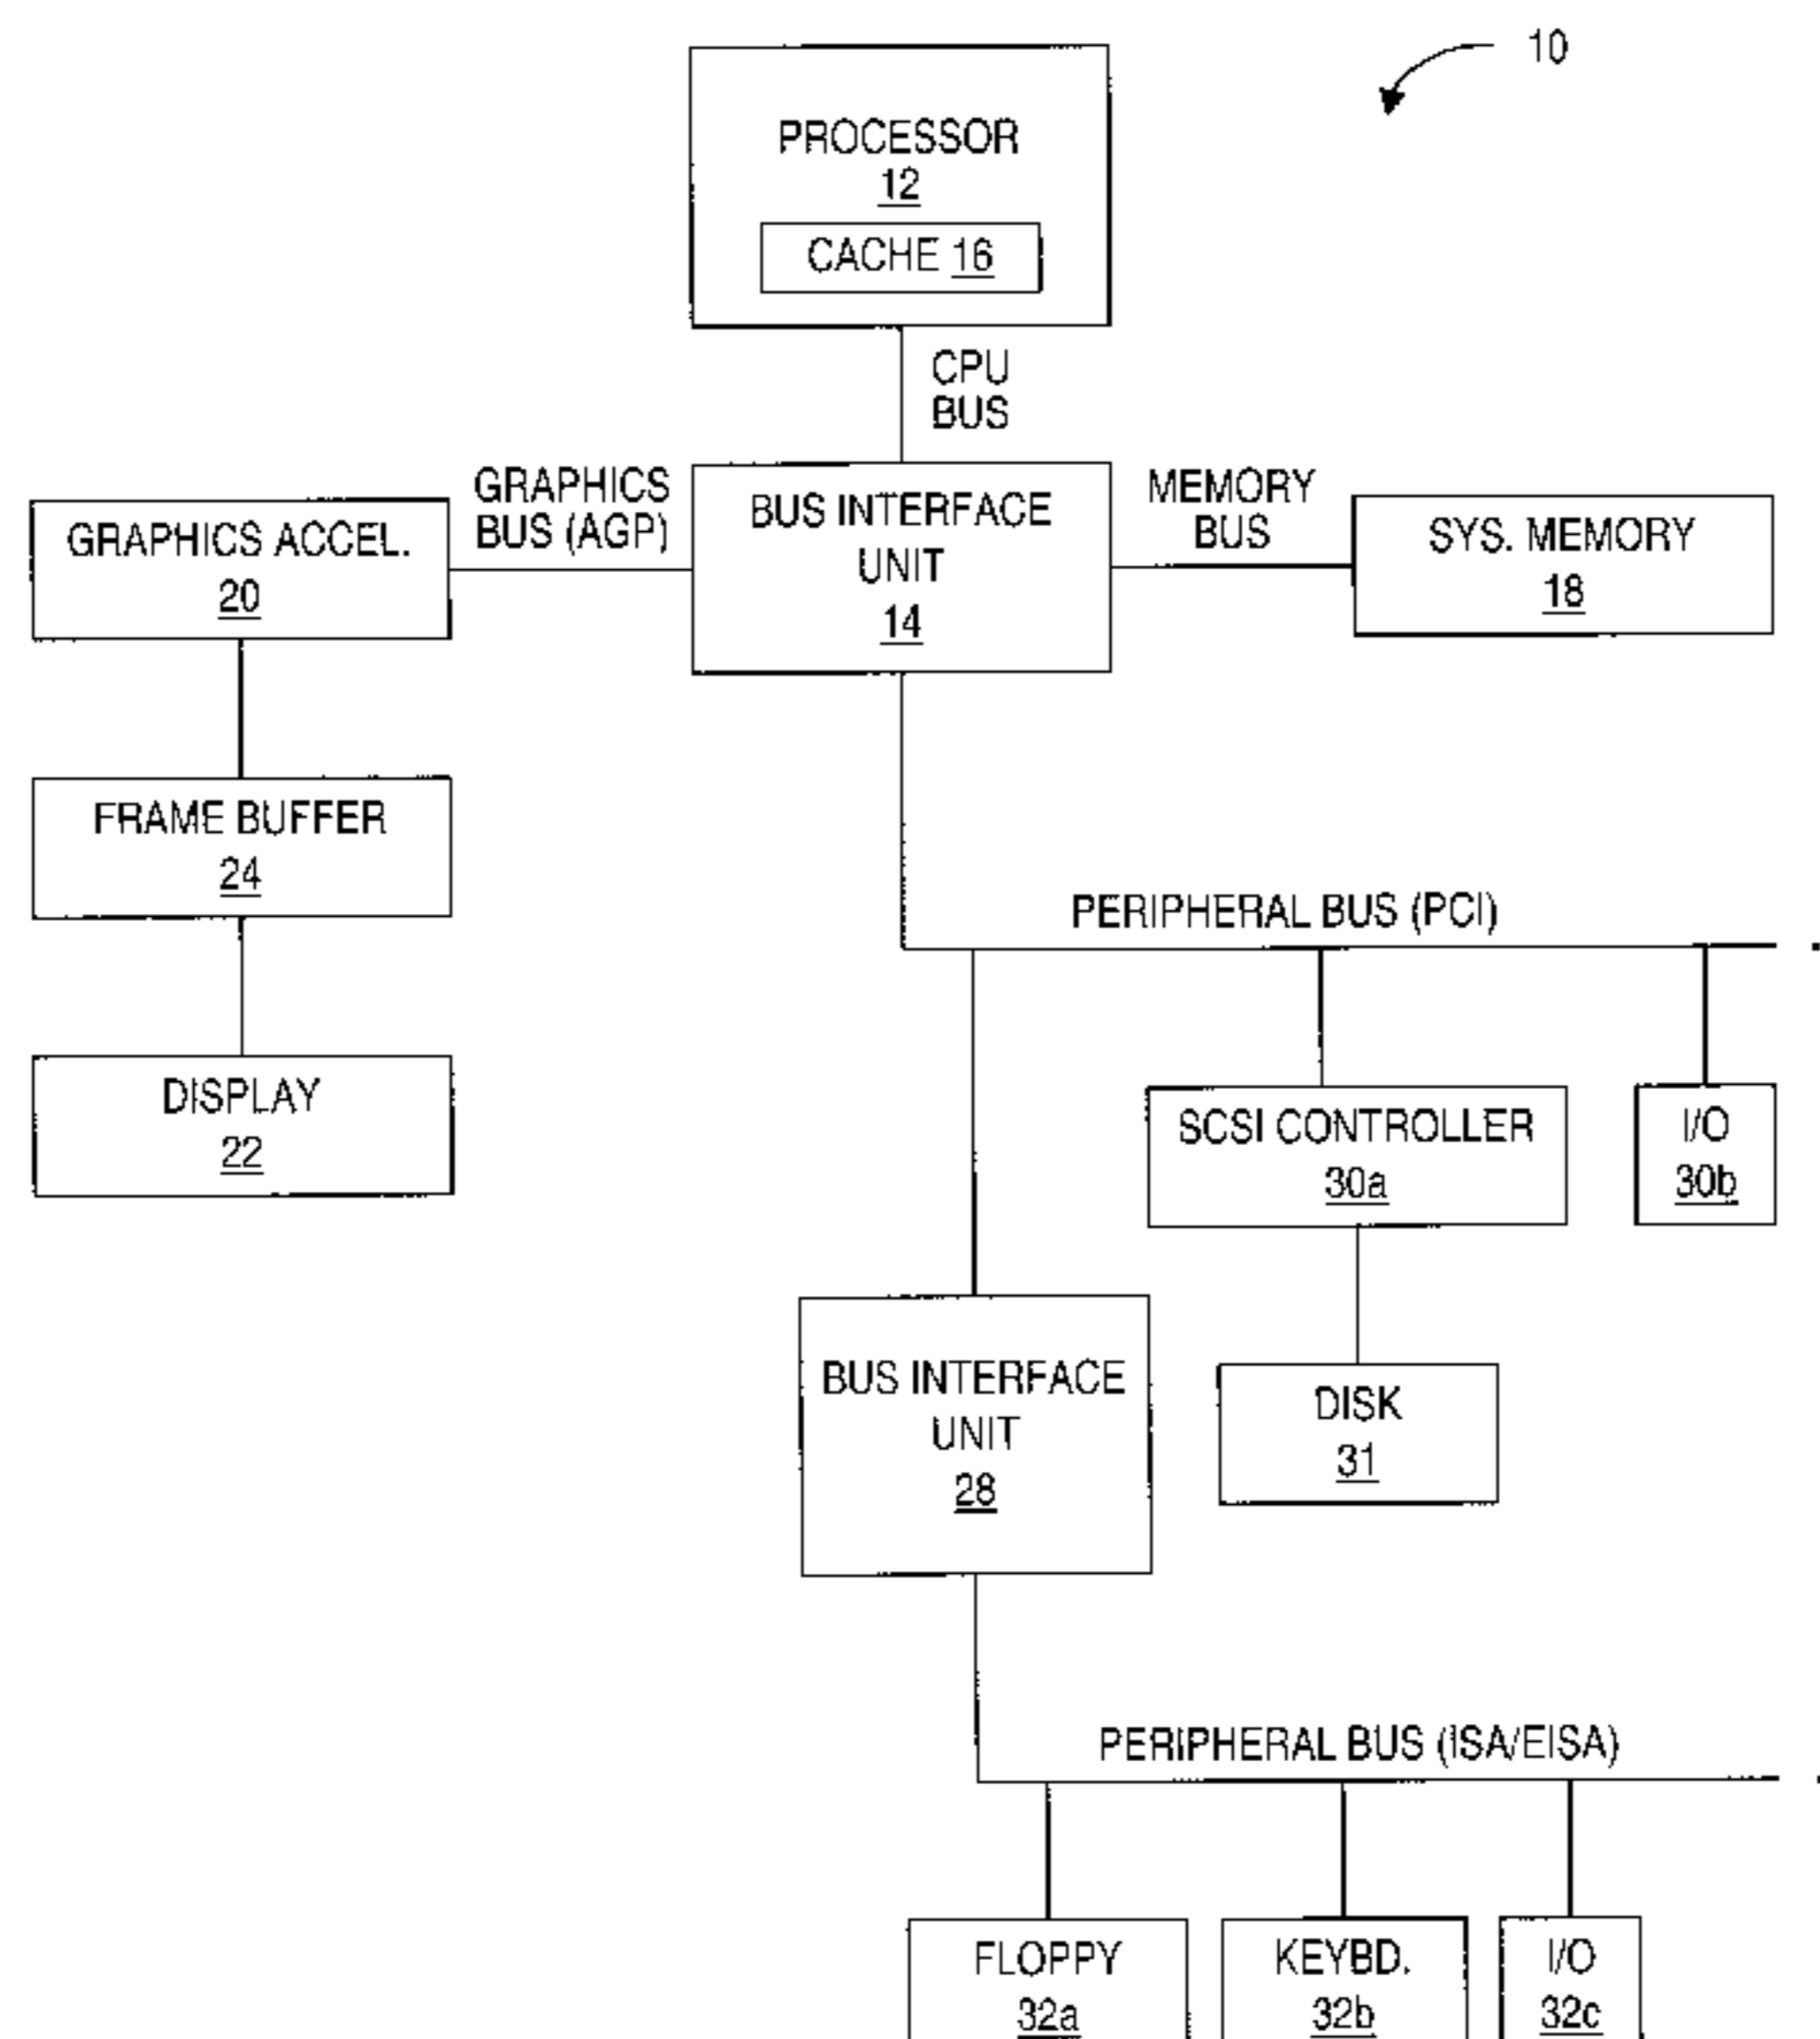 10
PROCESSOR
12
CACHE 16
CPU
BUS
GRAPHICS
BUS (AGP)
MEMORY
BUS
GRAPHICS ACCEL.
20
BUS INTERFACE
UNIT
14
SYS. MEMORY
18
FRAME BUFFER
24
PERIPHERAL BUS (PCI)
DISPLAY
22
SCSI CONTROLLER
30a
I/O
30b
BUS INTERFACE
UNIT
28
DISK
31
PERIPHERAL BUS (ISA/EISA)
FLOPPY
32a
KEYBD.
32b
I/O
32c